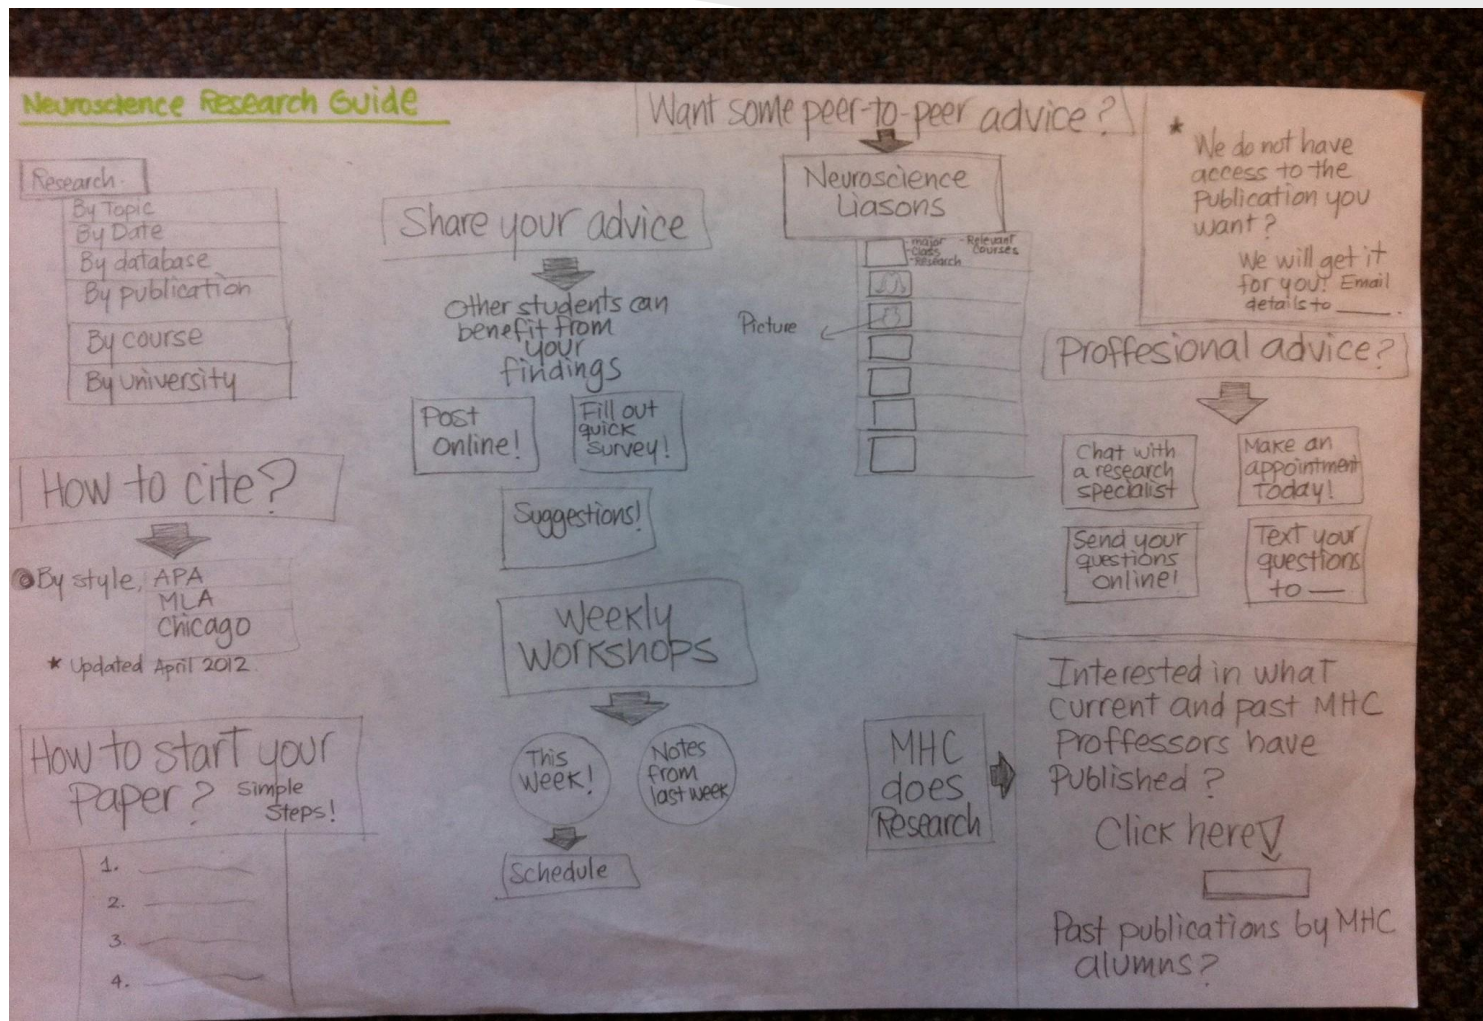 Neuroscience Research Guide
Research.
By Topic
By Date
By database
By publication
By course
By university
How to cite?
By style, APA
MLA
Chicago
* Updated April 2012.
How to start your
Paper? Simple
Steps!
1.
2.
3.
4.
Share your advice
Other students can
benefit from
your
findings
Post
Online!
Fill out
quick
survey!
Suggestions!
Weekly
Workshops
This
Week!
Notes
from
last week
Schedule
Want some peer-to-peer advice?
Neuroscience
Liasons
-major
-Class
-Research
-Relevant
Courses
Picture
* We do not have
access to the
Publication you
want?
We will get it
for you! Email
details to ____.
Proffesional advice?
Chat with
a research
specialist
Make an
appointment
Today!
Send your
questions
online!
Text your
questions
to __
MHC
does
Research
Interested in what
current and past MHC
Proffessors have
Published?
Click here
Past publications by MHC
alumns?